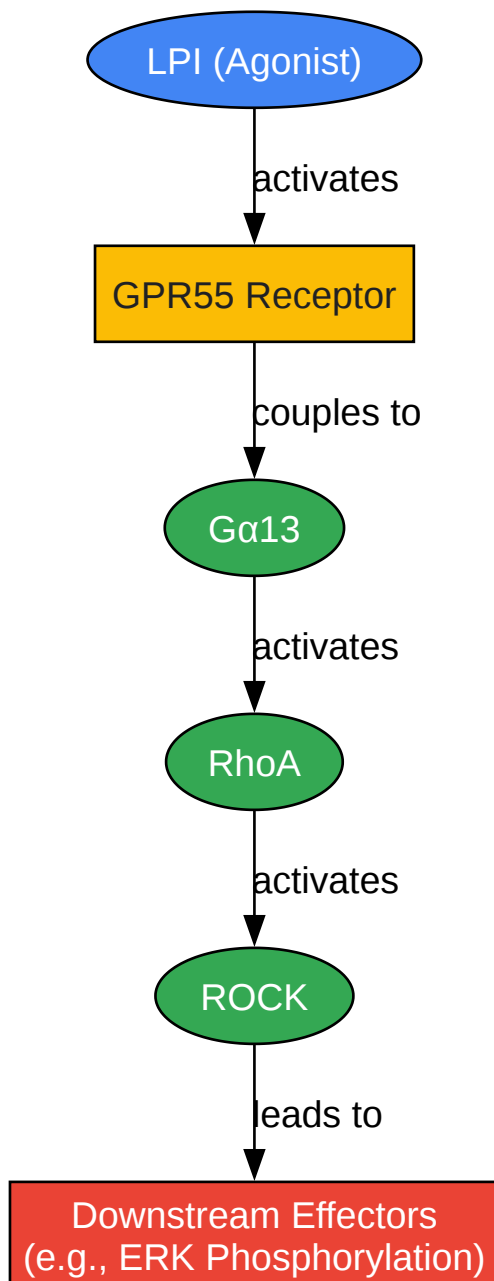 LPI (Agonist)
activates
GPR55 Receptor
couples to
Gα13
activates
RhoA
activates
ROCK
leads to
Downstream Effectors
(e.g., ERK Phosphorylation)